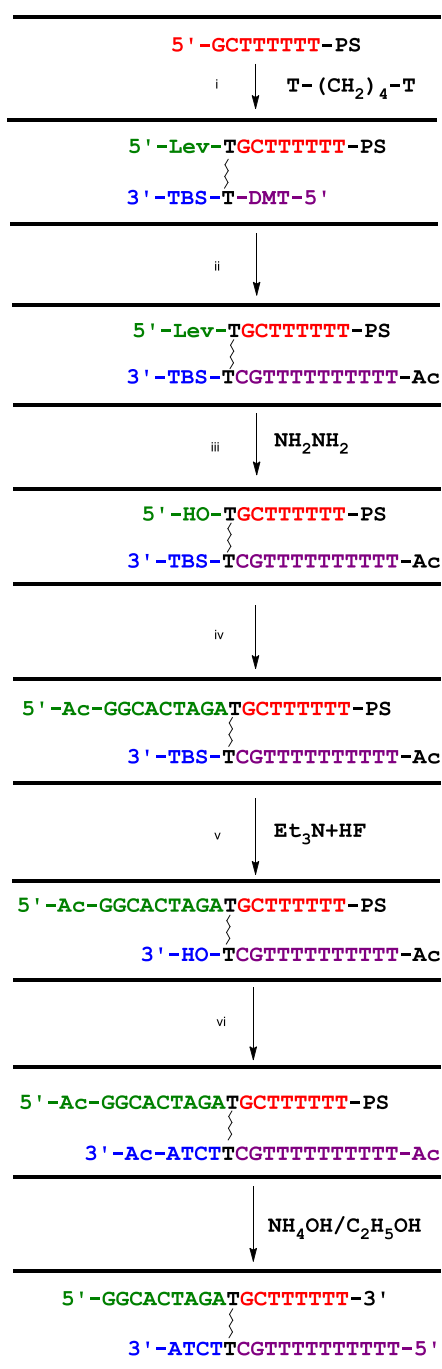 5'-GCTTTTTT-PS
i T-(CH₂)₄-T
5'-Lev-TGCTTTTTT-PS
3'-TBS-T-DMT-5'
ii
5'-Lev-TGCTTTTTT-PS
3'-TBS-TCGTTTTTTTTTT-Ac
iii NH₂NH₂
5'-HO-TGCTTTTTT-PS
3'-TBS-TCGTTTTTTTTTT-Ac
iv
5'-Ac-GGCACTAGATGCTTTTTT-PS
3'-TBS-TCGTTTTTTTTTT-Ac
v Et₃N+HF
5'-Ac-GGCACTAGATGCTTTTTT-PS
3'-HO-TCGTTTTTTTTTT-Ac
vi
5'-Ac-GGCACTAGATGCTTTTTT-PS
3'-Ac-ATCTTCGTTTTTTTTTT-Ac
NH₄OH/C₂H₅OH
5'-GGCACTAGATGCTTTTTT-3'
3'-ATCTTCGTTTTTTTTTT-5'